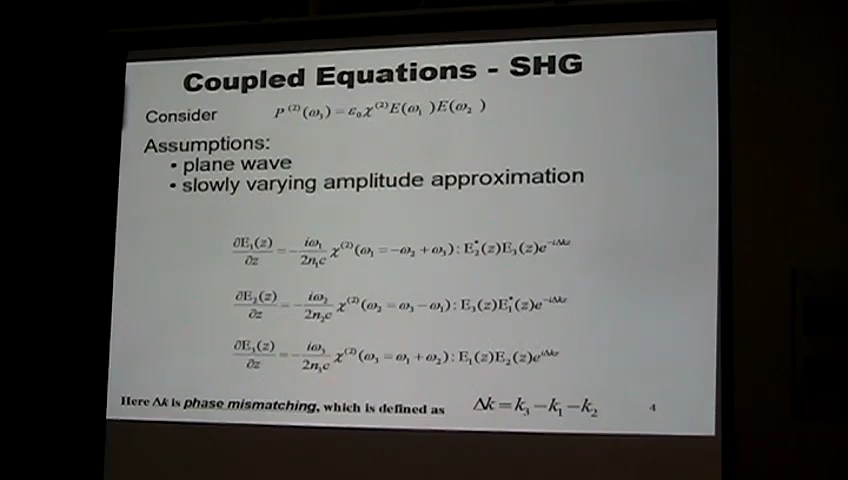 Coupled Equations - SHG
Consider P⁽²⁾(ω₃) = ε₀χ⁽²⁾E(ω₁)E(ω₂)
Assumptions:
• plane wave
• slowly varying amplitude approximation
∂E₁(z)/∂z = −iω₁/2n₁c χ⁽²⁾(ω₁ = −ω₂ + ω₃) : E₂*(z)E₃(z)e^{−iΔkz}
∂E₂(z)/∂z = −iω₂/2n₂c χ⁽²⁾(ω₂ = ω₃ − ω₁) : E₃(z)E₁*(z)e^{−iΔkz}
∂E₃(z)/∂z = −iω₃/2n₃c χ⁽²⁾(ω₃ = ω₁ + ω₂) : E₁(z)E₂(z)e^{iΔkz}
Here Δk is phase mismatching, which is defined as Δk = k₃ − k₁ − k₂
4